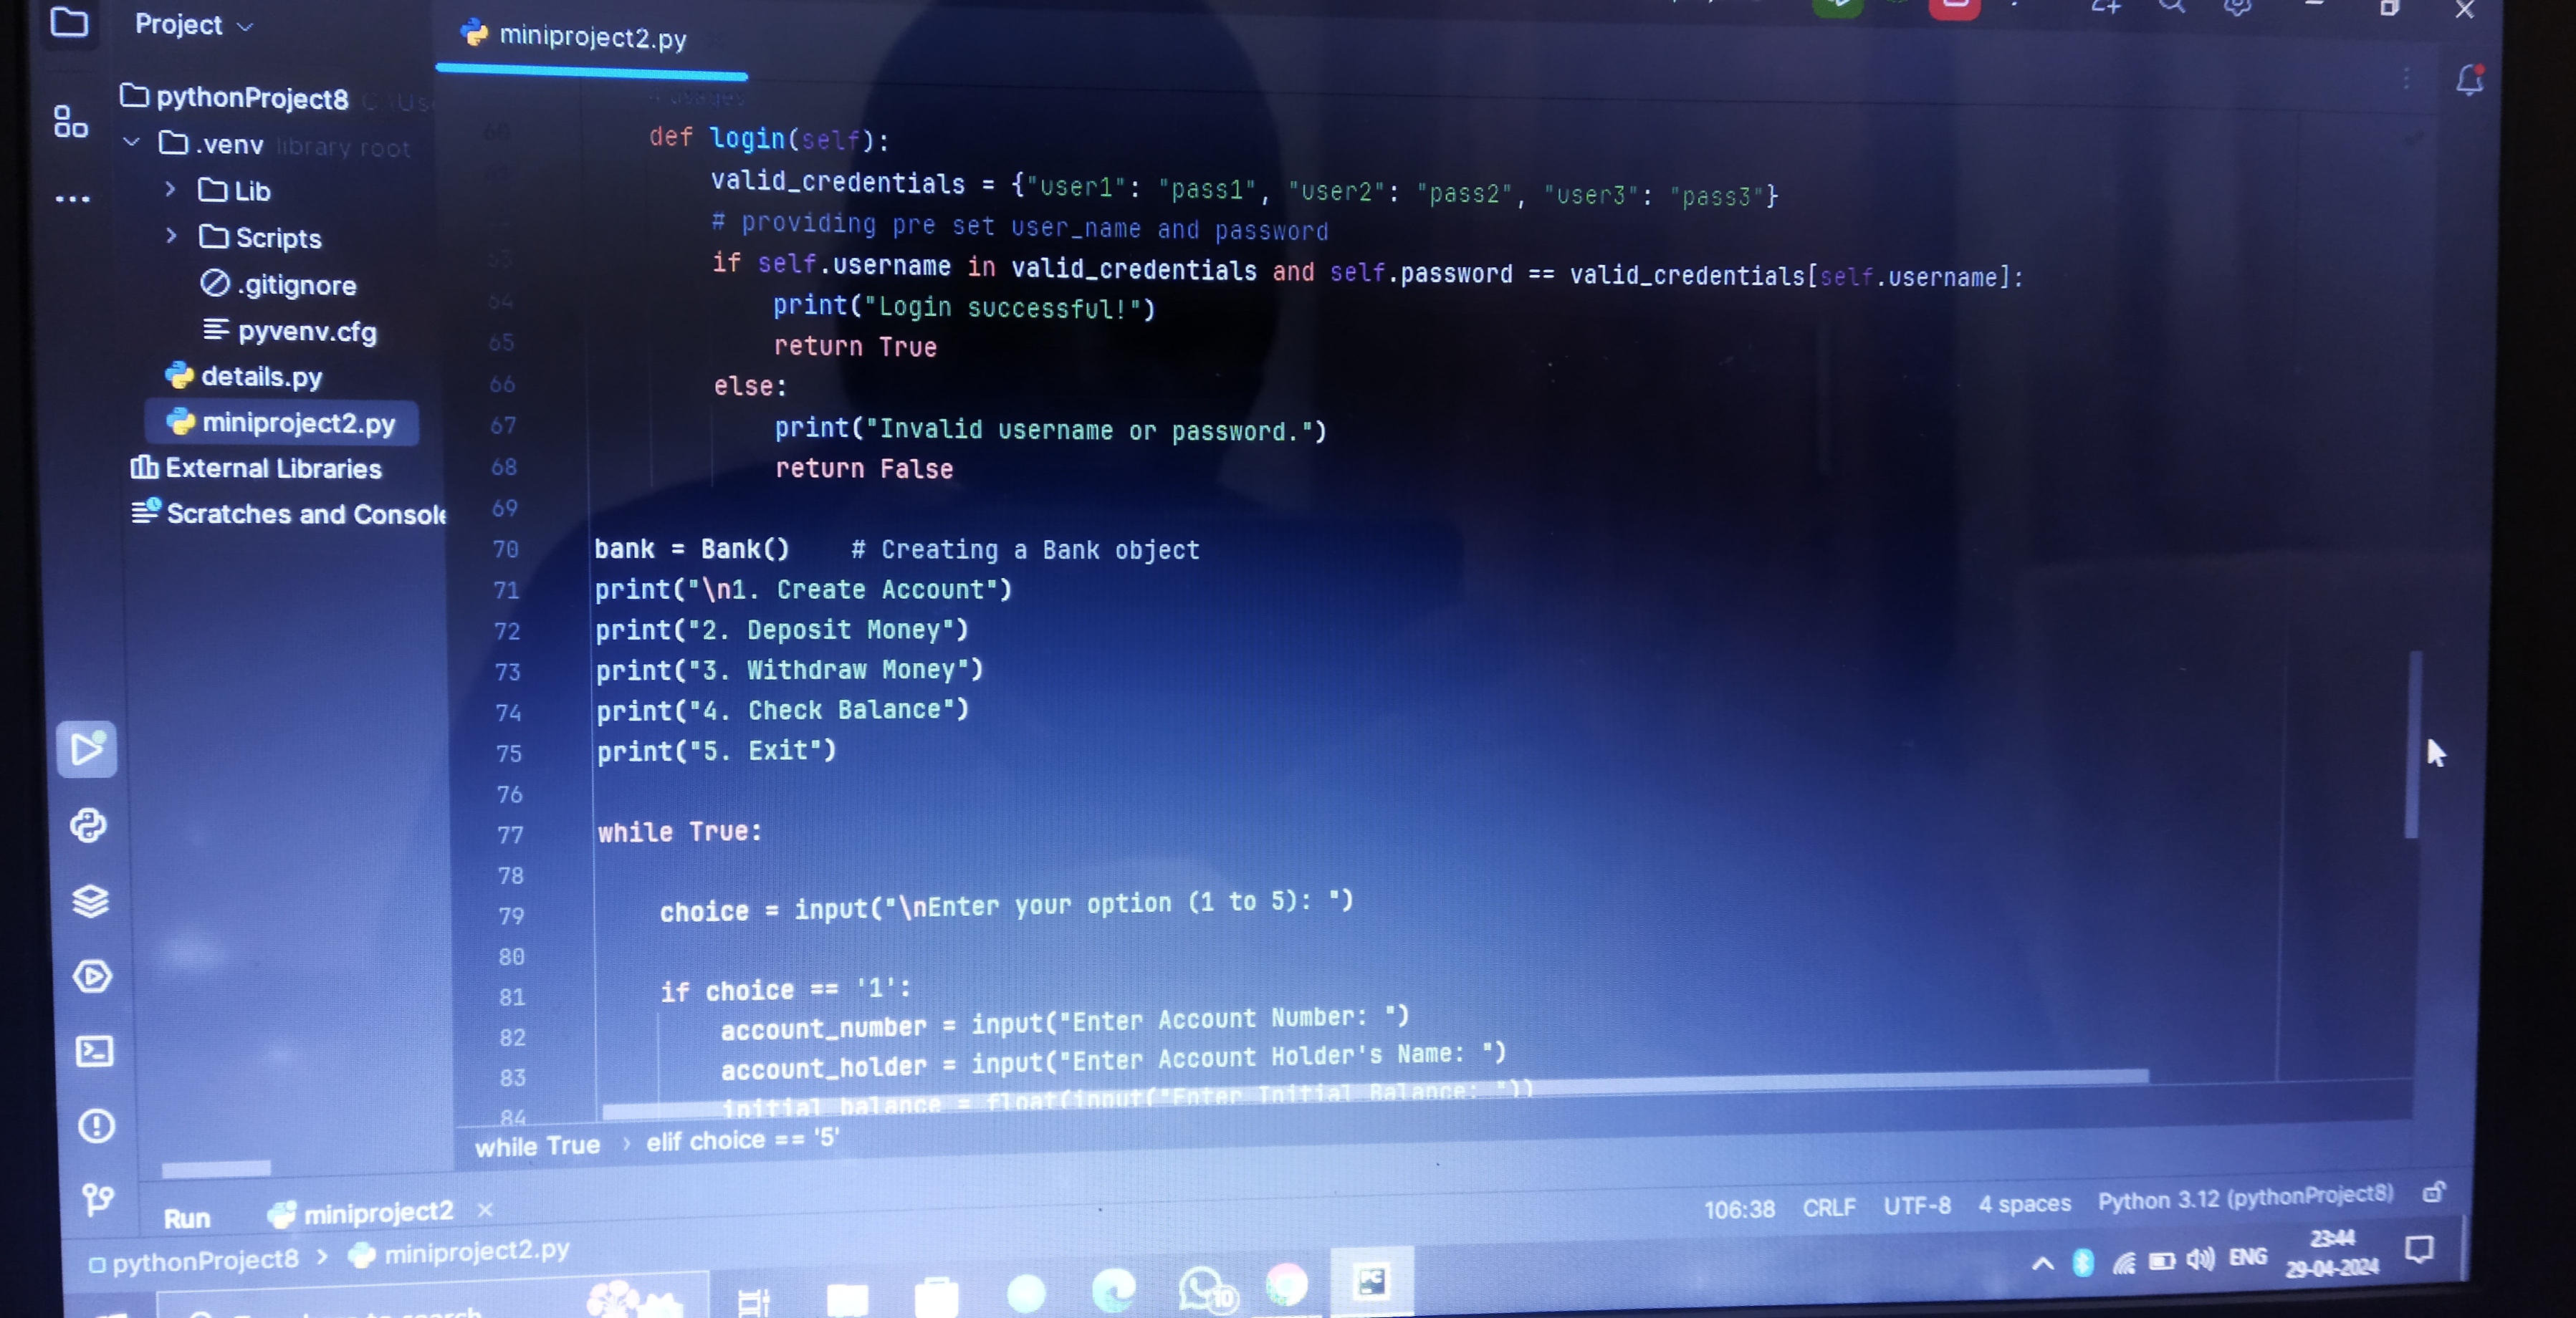 Project
miniproject2.py
pythonProject8
.venv library root
Lib
Scripts
.gitignore
pyvenv.cfg
details.py
miniproject2.py
External Libraries
Scratches and Console
4 usages
60 def login(self):
valid_credentials = {"user1": "pass1", "user2": "pass2", "user3": "pass3"}
# providing pre set user_name and password
63 if self.username in valid_credentials and self.password == valid_credentials[self.username]:
64 print("Login successful!")
65 return True
66 else:
67 print("Invalid username or password.")
68 return False
69
70 bank = Bank() # Creating a Bank object
71 print("\n1. Create Account")
72 print("2. Deposit Money")
73 print("3. Withdraw Money")
74 print("4. Check Balance")
75 print("5. Exit")
76
77 while True:
78
79 choice = input("\nEnter your option (1 to 5): ")
80
81 if choice == '1':
82 account_number = input("Enter Account Number: ")
83 account_holder = input("Enter Account Holder's Name: ")
84 initial_balance = float(input("Enter Initial Balance: "))
while True > elif choice == '5'
Run miniproject2 ×
106:38 CRLF UTF-8 4 spaces Python 3.12 (pythonProject8)
pythonProject8 > miniproject2.py
10
PC
ENG
23:44
29-04-2024